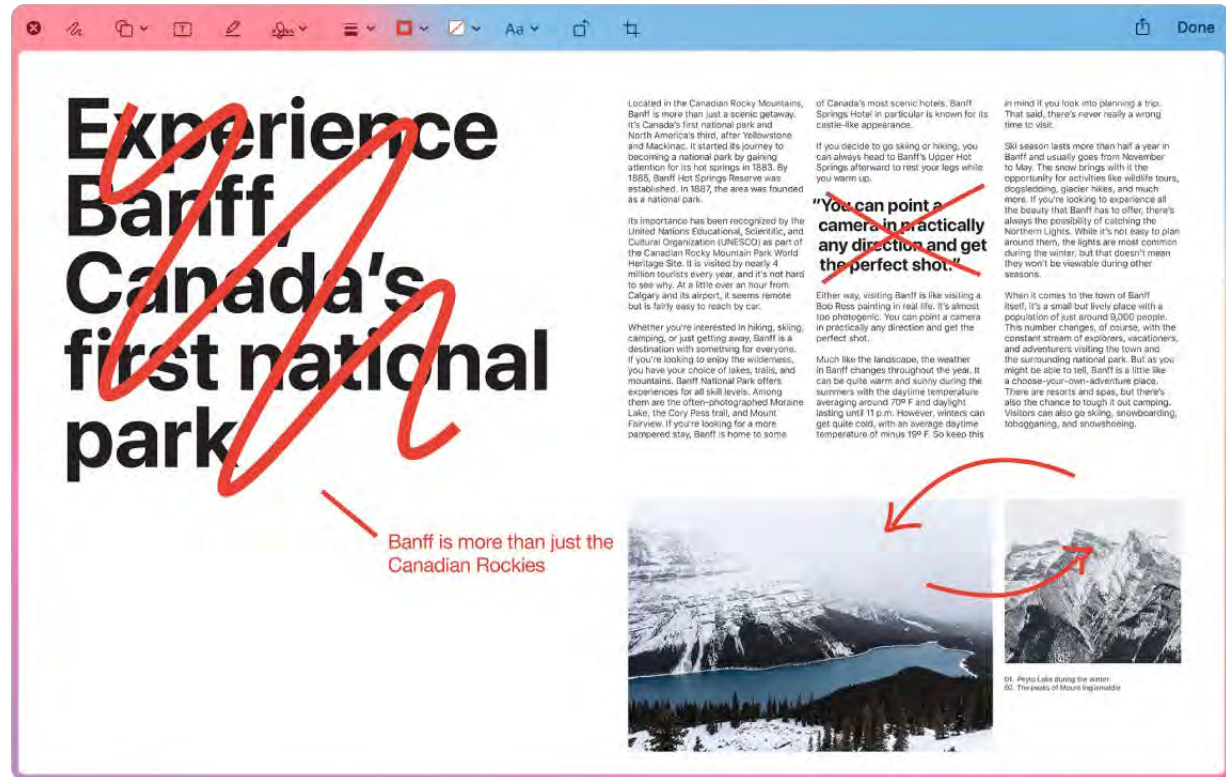 Aa
Done
Experience
Banff,
Canada's
first national
park
Banff is more than just the
Canadian Rockies
Located in the Canadian Rocky Mountains,
Banff is more than just a scenic getaway.
It's Canada's first national park and
North America's third, after Yellowstone
and Mackinac. It started its journey to
becoming a national park by gaining
attention for its hot springs in 1883. By
1885, Banff Hot Springs Reserve was
established. In 1887, the area was founded
as a national park.
Its importance has been recognized by the
United Nations Educational, Scientific, and
Cultural Organization (UNESCO) as part of
the Canadian Rocky Mountain Park World
Heritage Site. It is visited by nearly 4
million tourists every year, and it's not hard
to see why. At a little over an hour from
Calgary and its airport, it seems remote
but is fairly easy to reach by car.
Whether you're interested in hiking, skiing,
camping, or just getting away, Banff is a
destination with something for everyone.
If you're looking to enjoy the wilderness,
you have your choice of lakes, trails, and
mountains. Banff National Park offers
experiences for all skill levels. Among
them are the often-photographed Moraine
Lake, the Cory Pass trail, and Mount
Fairview. If you're looking for a more
pampered stay, Banff is home to some
of Canada's most scenic hotels. Banff
Springs Hotel in particular is known for its
castle-like appearance.
If you decide to go skiing or hiking, you
can always head to Banff's Upper Hot
Springs afterward to rest your legs while
you warm up.
"You can point a
camera in practically
any direction and get
the perfect shot."
Either way, visiting Banff is like visiting a
Bob Ross painting in real life. It's almost
too photogenic. You can point a camera
in practically any direction and get the
perfect shot.
Much like the landscape, the weather
in Banff changes throughout the year. It
can be quite warm and sunny during the
summers with the daytime temperature
averaging around 70º F and daylight
lasting until 11 p.m. However, winters can
get quite cold, with an average daytime
temperature of minus 19º F. So keep this
in mind if you look into planning a trip.
That said, there's never really a wrong
time to visit.
Ski season lasts more than half a year in
Banff and usually goes from November
to May. The snow brings with it the
opportunity for activities like wildlife tours,
dogsledding, glacier hikes, and much
more. If you're looking to experience all
the beauty that Banff has to offer, there's
always the possibility of catching the
Northern Lights. While it's not easy to plan
around them, the lights are most common
during the winter, but that doesn't mean
they won't be viewable during other
seasons.
When it comes to the town of Banff
itself, it's a small but lively place with a
population of just around 9,000 people.
This number changes, of course, with the
constant stream of explorers, vacationers,
and adventurers visiting the town and
the surrounding national park. But as you
might be able to tell, Banff is a little like
a choose-your-own-adventure place.
There are resorts and spas, but there's
also the chance to tough it out camping.
Visitors can also go skiing, snowboarding,
tobogganing, and snowshoeing.
01. Peyto Lake during the winter
02. The peaks of Mount Inglismaldie